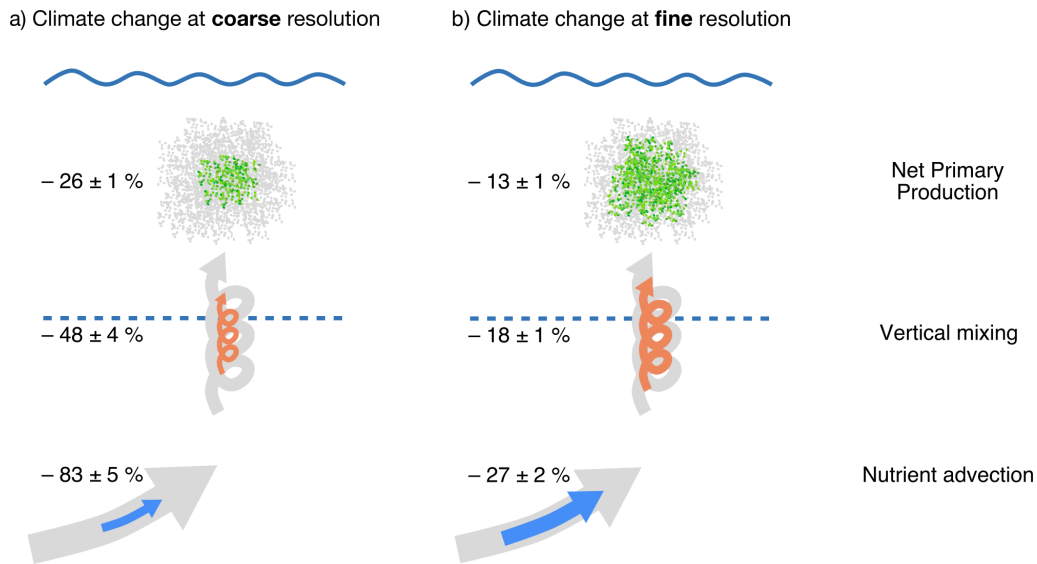 a) Climate change at coarse resolution
b) Climate change at fine resolution
– 26 ± 1 %
– 13 ± 1 %
Net Primary
Production
– 48 ± 4 %
– 18 ± 1 %
Vertical mixing
– 83 ± 5 %
– 27 ± 2 %
Nutrient advection